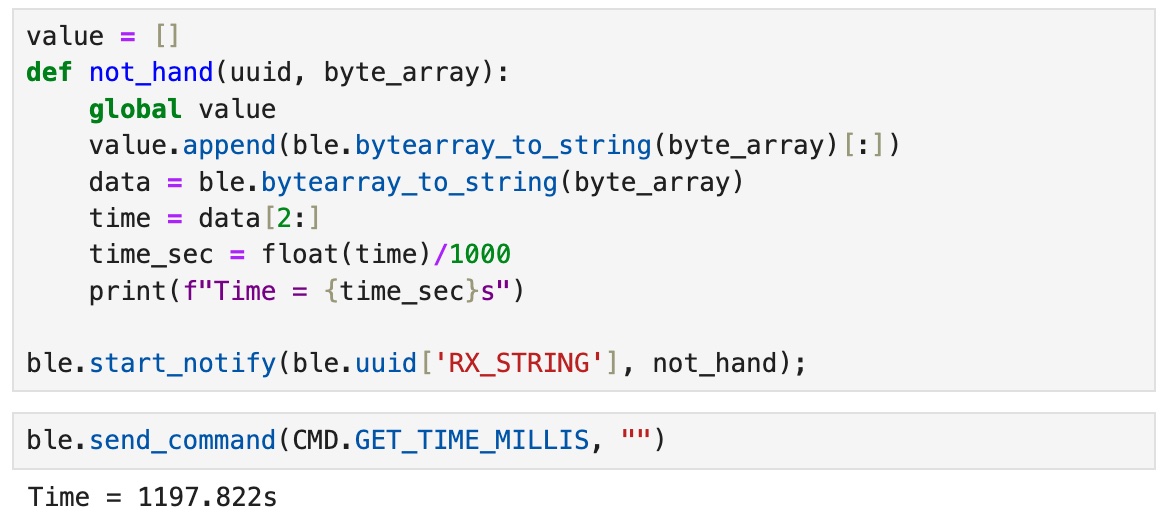 value = []
def not_hand(uuid, byte_array):
    global value
    value.append(ble.bytearray_to_string(byte_array)[:])
    data = ble.bytearray_to_string(byte_array)
    time = data[2:]
    time_sec = float(time)/1000
    print(f"Time = {time_sec}s")
ble.start_notify(ble.uuid['RX_STRING'], not_hand);
ble.send_command(CMD.GET_TIME_MILLIS, "")
Time = 1197.822s